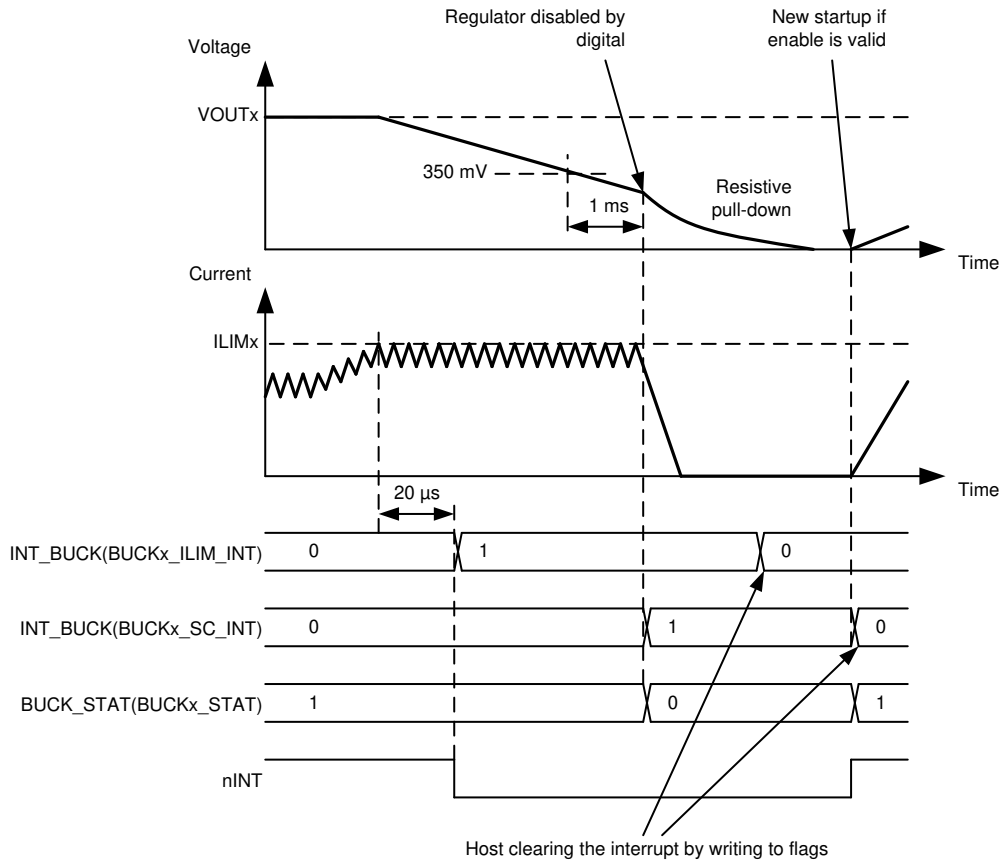 Regulator disabled by
digital
New startup if
enable is valid
Voltage
VOUTx
350 mV
1 ms
Resistive
pull-down
Time
Current
ILIMx
Time
20 µs
INT_BUCK(BUCKx_ILIM_INT)
0
1
0
INT_BUCK(BUCKx_SC_INT)
0
1
0
BUCK_STAT(BUCKx_STAT)
1
0
1
nINT
Host clearing the interrupt by writing to flags